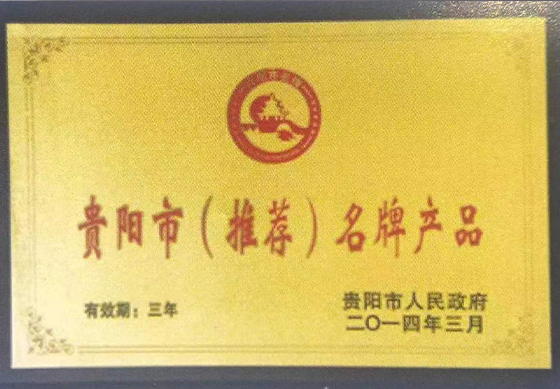 贵阳市（推荐）名牌产品
有效期：三年
贵阳市人民政府
二〇一四年三月